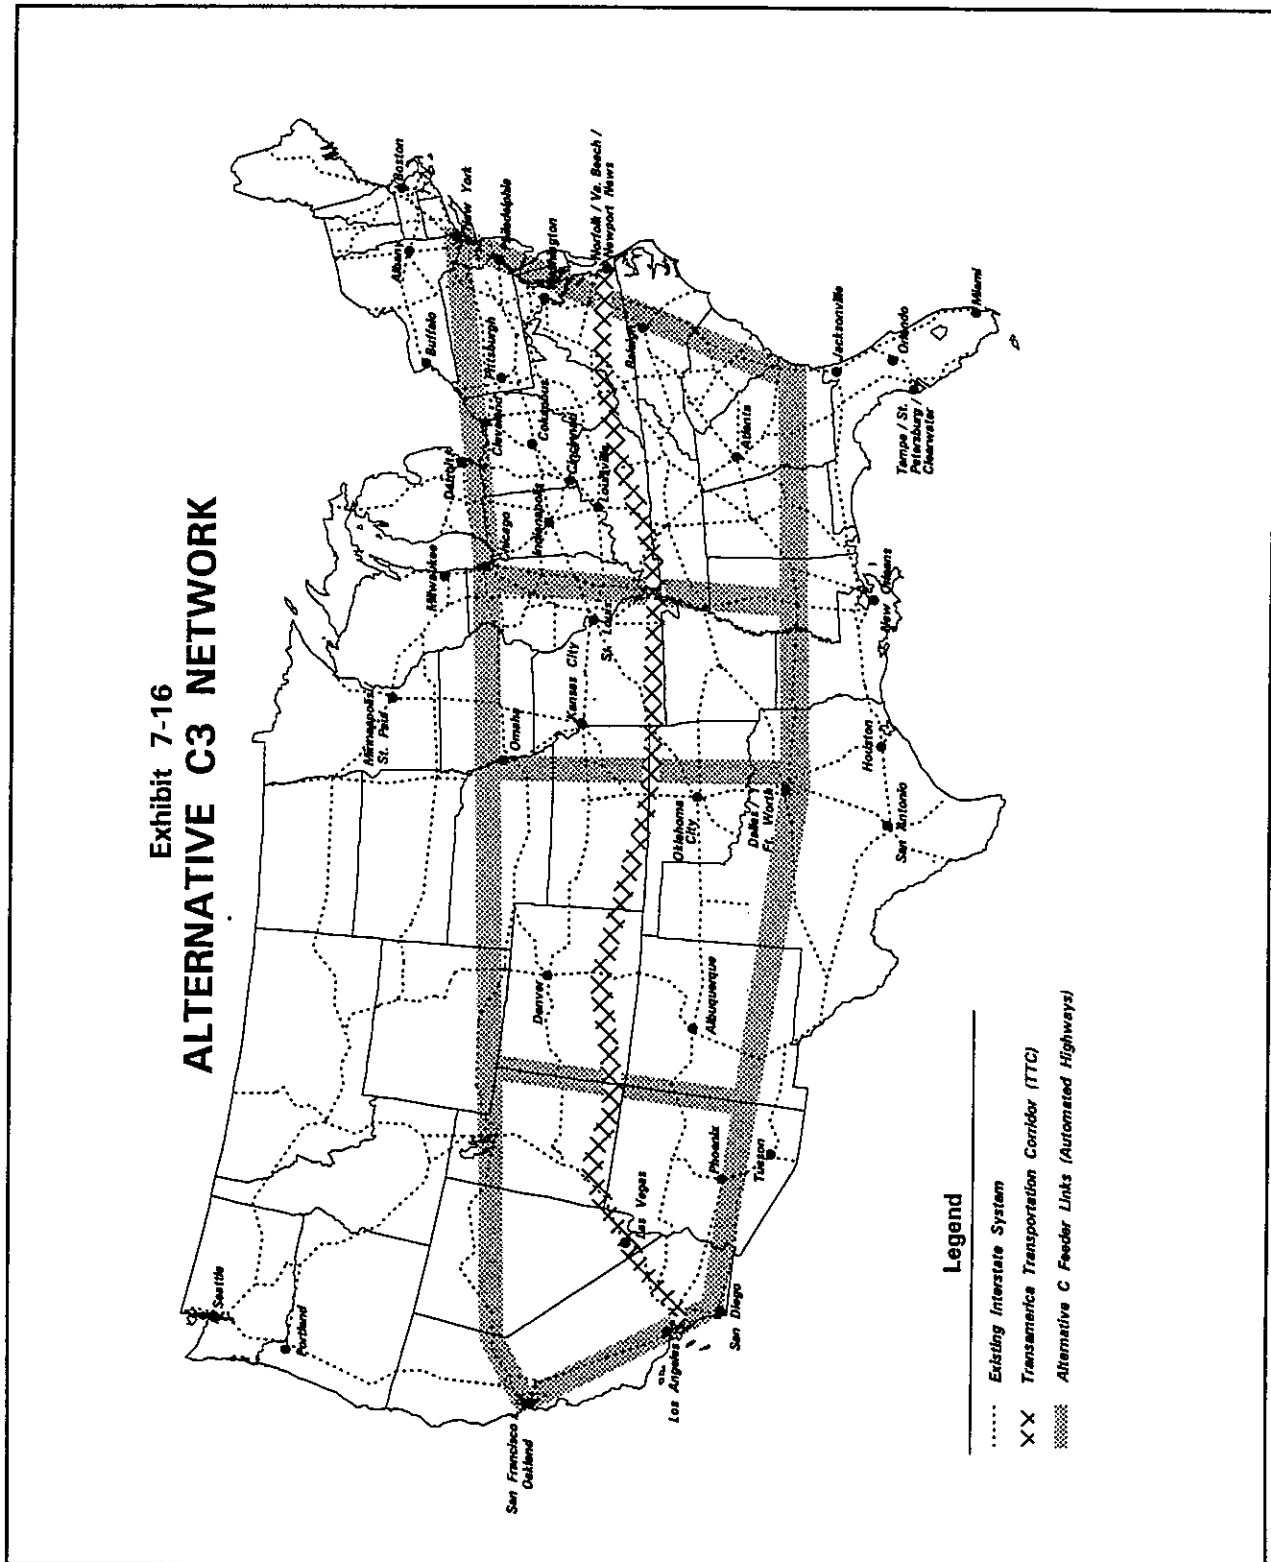 Exhibit 7-16
ALTERNATIVE C3 NETWORK
Seattle
Portland
San Francisco /
Oakland
Los Angeles
San Diego
Las Vegas
Phoenix
Tucson
Denver
Albuquerque
Minneapolis/
St. Paul
Omaha
Kansas City
St. Louis
Oklahoma
City
Dallas /
Ft. Worth
Houston
San Antonio
New Orleans
Milwaukee
Chicago
Detroit
Indianapolis
Cleveland
Columbus
Cincinnati
Louisville
Pittsburgh
Buffalo
Albany
Boston
New York
Philadelphia
Washington
Norfolk / Va. Beach /
Newport News
Raleigh
Atlanta
Jacksonville
Orlando
Tampa / St.
Petersburg /
Clearwater
Miami
Legend
Existing Interstate System
Transamerica Transportation Corridor (TTC)
Alternative C Feeder Links (Automated Highways)